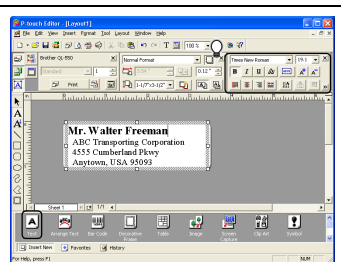 P-touch Editor - [Layout1]
File Edit View Insert Format Tool Layout Window Help
100 %
Brother QL-550
Normal Format
Times New Roman
19.1
Standard
1
0.12"
Print
1-1/7"x3-1/2"
B I U
Mr. Walter Freeman
ABC Transporting Corporation
4555 Cumberland Pkwy
Anytown, USA 95093
Sheet 1
1/1
Text Arrange Text Bar Code Decorative Frame Table Image Screen Capture Clip Art Symbol
Insert New Favorites History
For Help, press F1
NUM